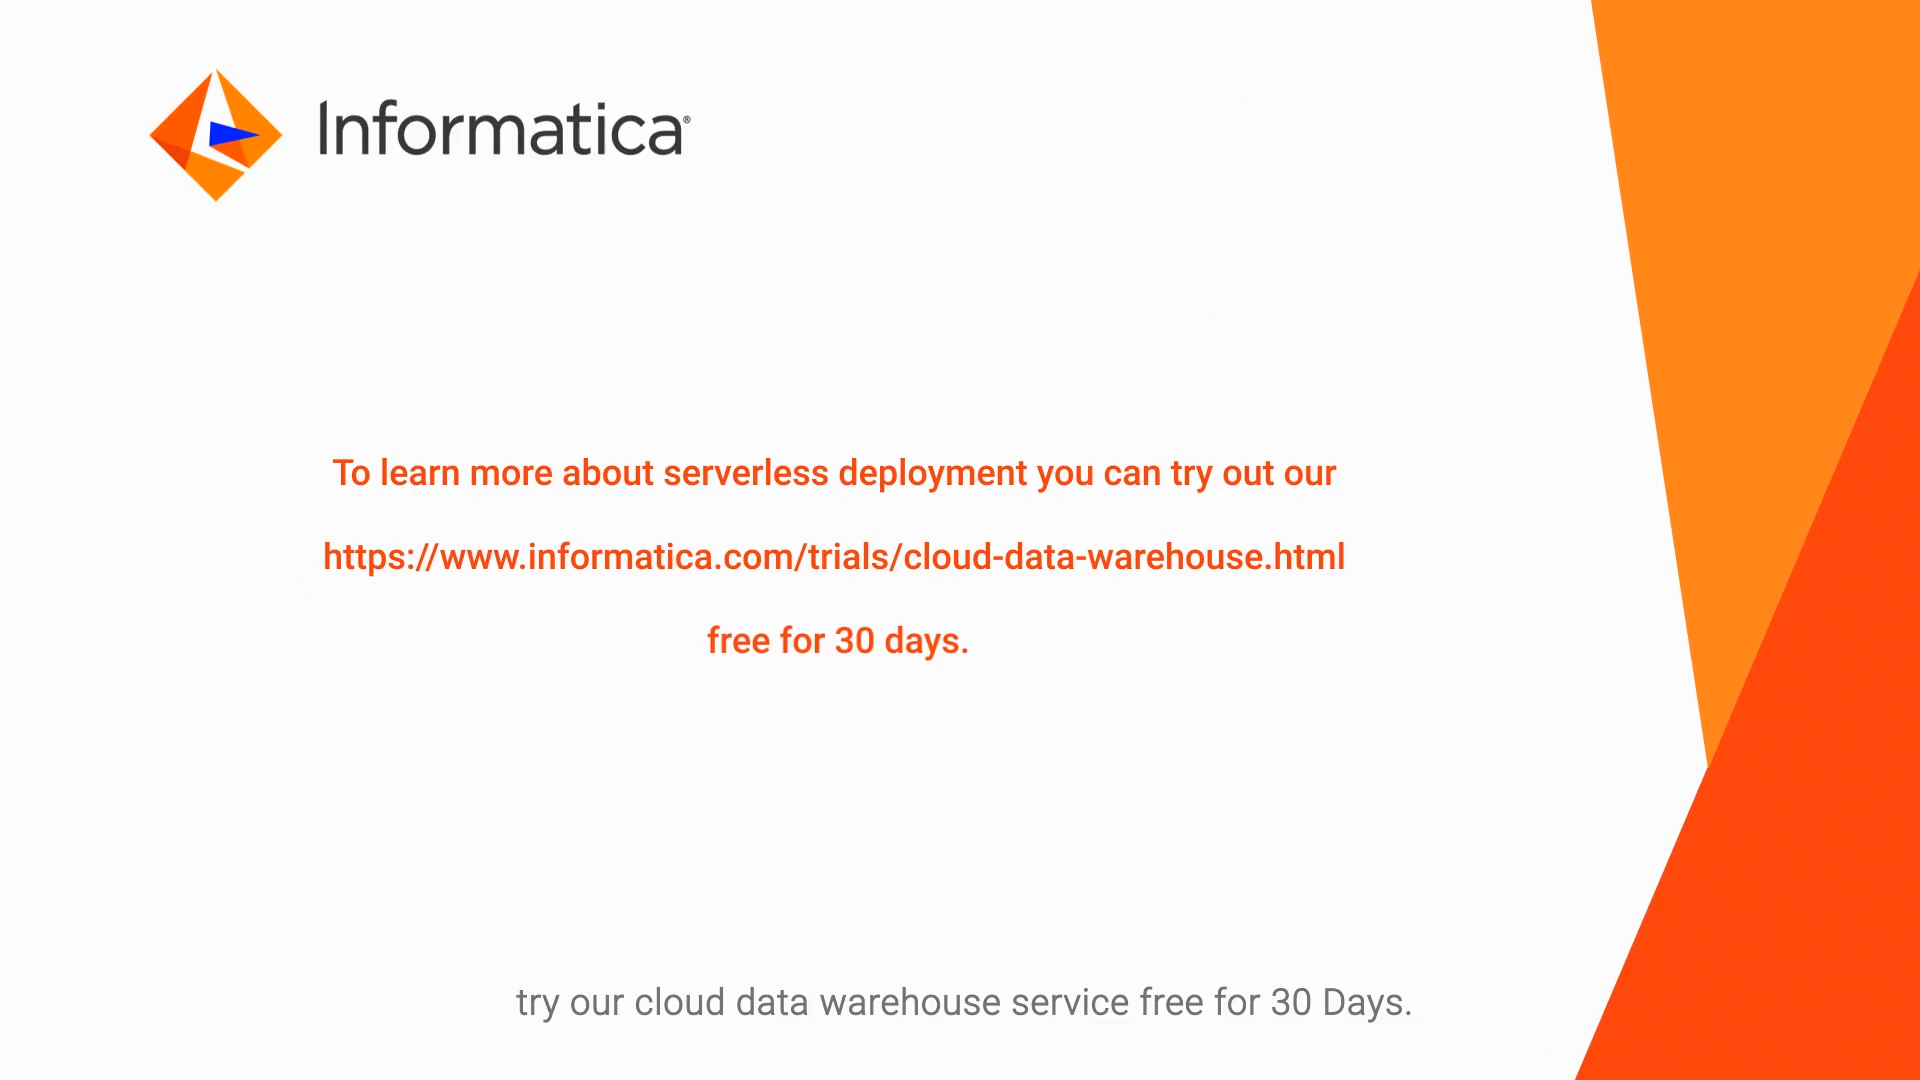 Informatica®
To learn more about serverless deployment you can try out our
https://www.informatica.com/trials/cloud-data-warehouse.html
free for 30 days.
try our cloud data warehouse service free for 30 Days.